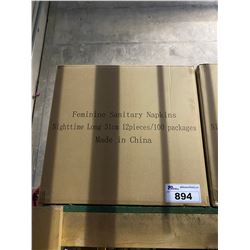 Feminine Sanitary Napkins
Nighttime Long 31cm 12pieces/100 packages
Made in China
894